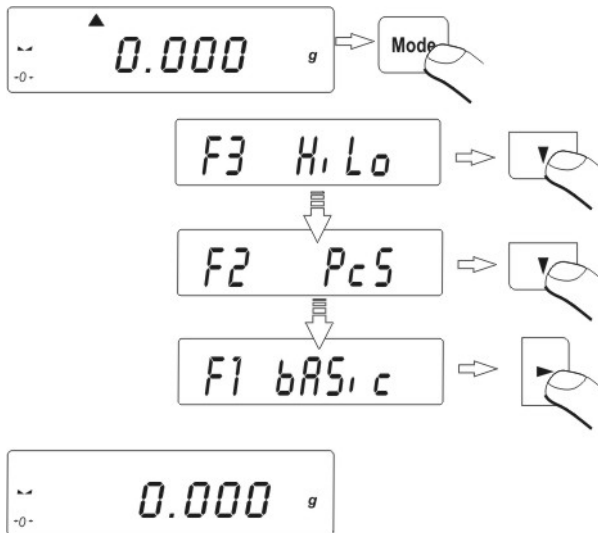 0.000 g Mode
-0-
F3 HiLo
F2 PcS
F1 bASic
0.000 g
-0-